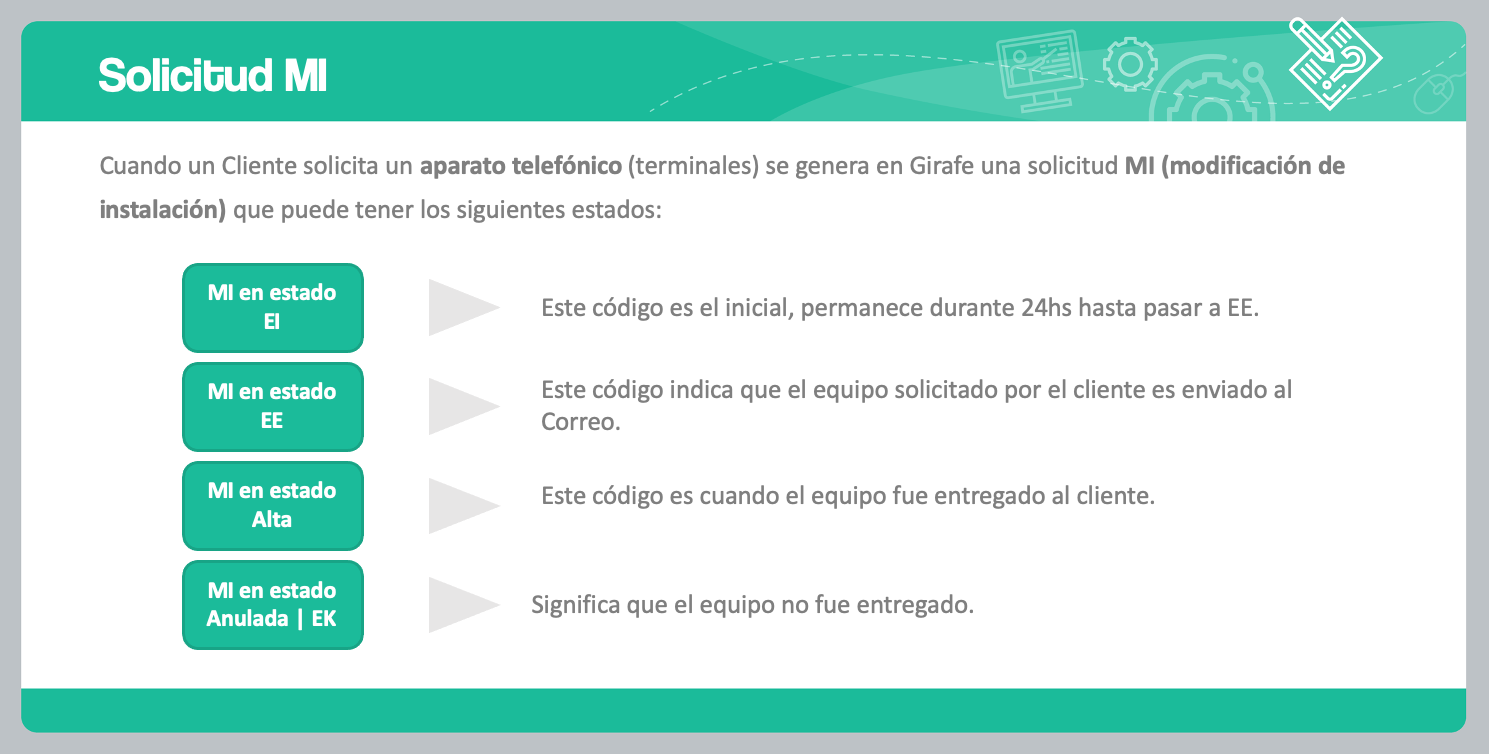 Solicitud MI
Cuando un Cliente solicita un aparato telefónico (terminales) se genera en Girafe una solicitud MI (modificación de
instalación) que puede tener los siguientes estados:
MI en estado
EI
Este código es el inicial, permanece durante 24hs hasta pasar a EE.
MI en estado
EE
Este código indica que el equipo solicitado por el cliente es enviado al
Correo.
MI en estado
Alta
Este código es cuando el equipo fue entregado al cliente.
MI en estado
Anulada | EK
Significa que el equipo no fue entregado.